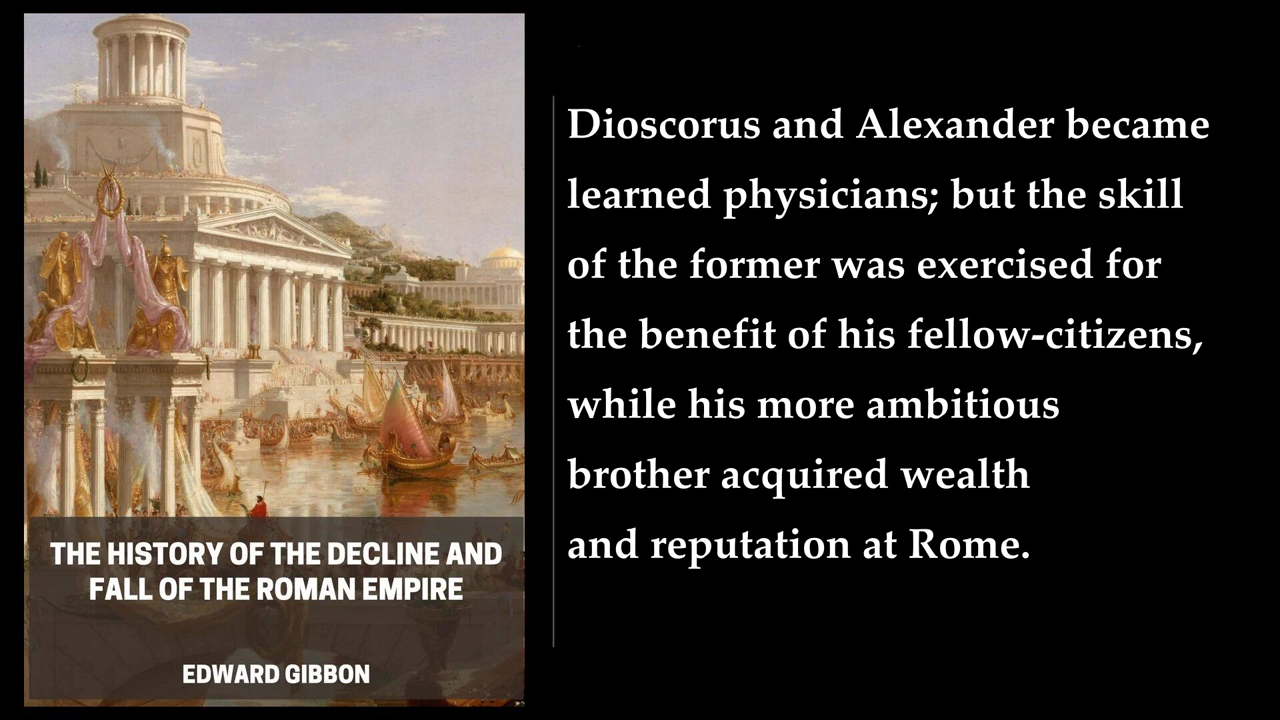 Dioscorus and Alexander became
learned physicians; but the skill
of the former was exercised for
the benefit of his fellow-citizens,
while his more ambitious
brother acquired wealth
and reputation at Rome.
THE HISTORY OF THE DECLINE AND
FALL OF THE ROMAN EMPIRE
EDWARD GIBBON